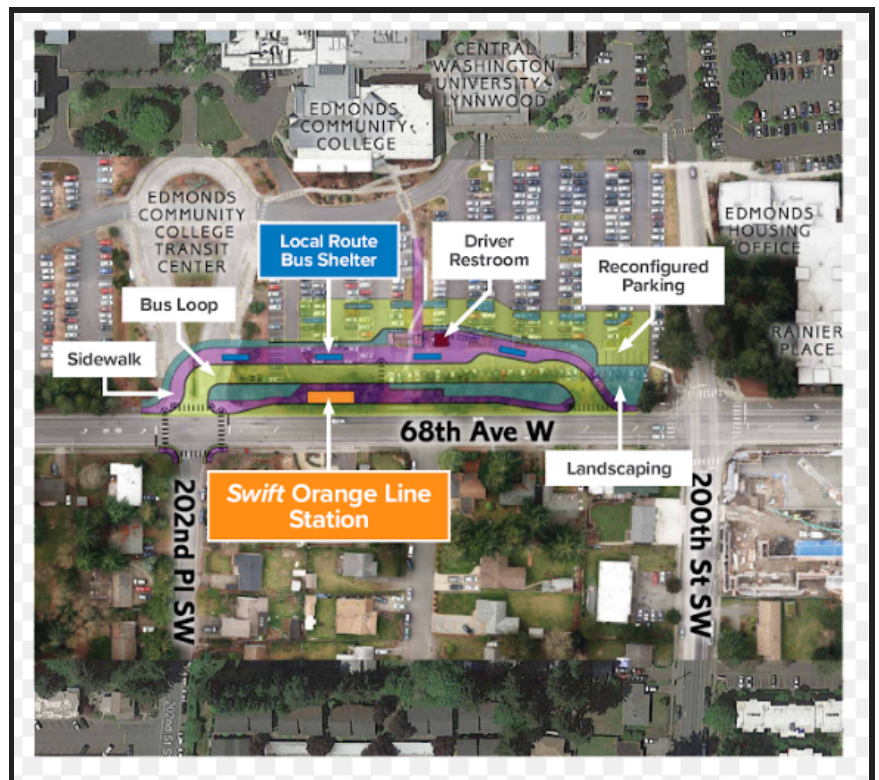 CENTRAL
WASHINGTON
UNIVERSITY -
LYNNWOOD
EDMONDS
COMMUNITY
COLLEGE
EDMONDS
COMMUNITY
COLLEGE
TRANSIT
CENTER
Local Route
Bus Shelter
Driver
Restroom
EDMONDS
HOUSING
OFFICE
Reconfigured
Parking
Bus Loop
RAINIER
PLACE
Sidewalk
68th Ave W
Landscaping
Swift Orange Line
Station
202nd Pl SW
200th St SW
202nd St S